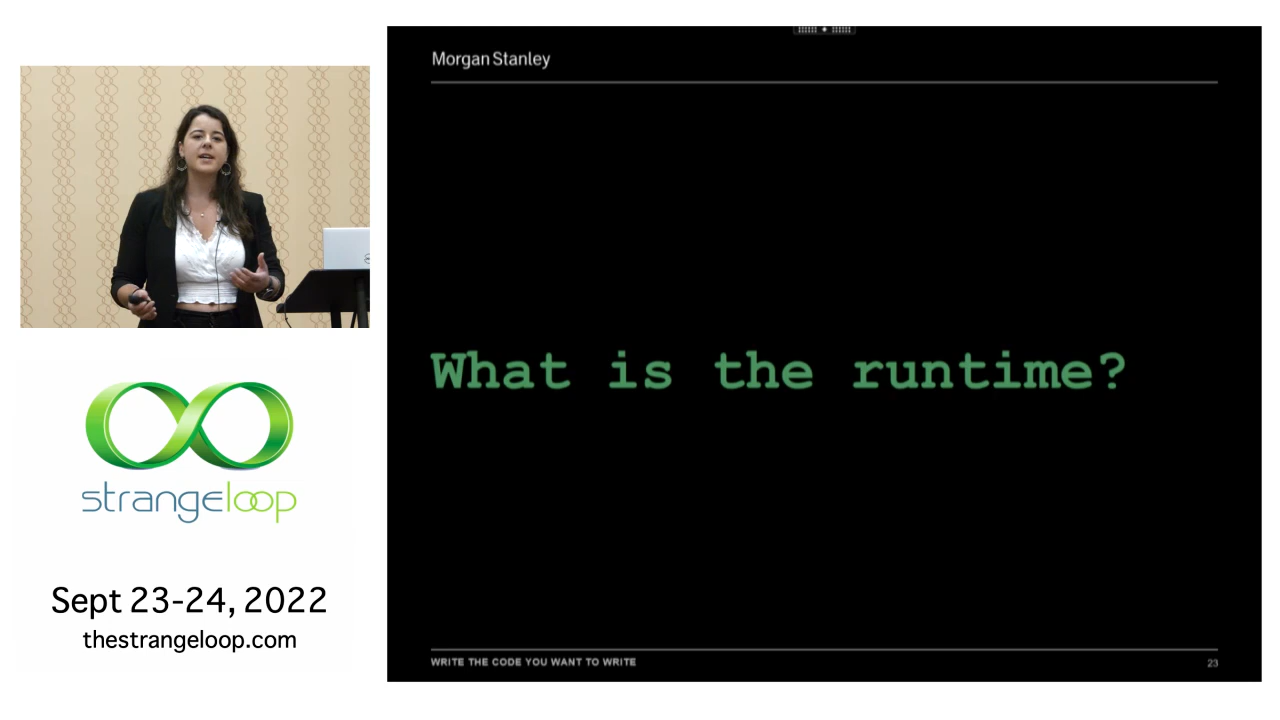 Morgan Stanley
What is the runtime?
WRITE THE CODE YOU WANT TO WRITE
23
strangeloop
Sept 23-24, 2022
thestrangeloop.com